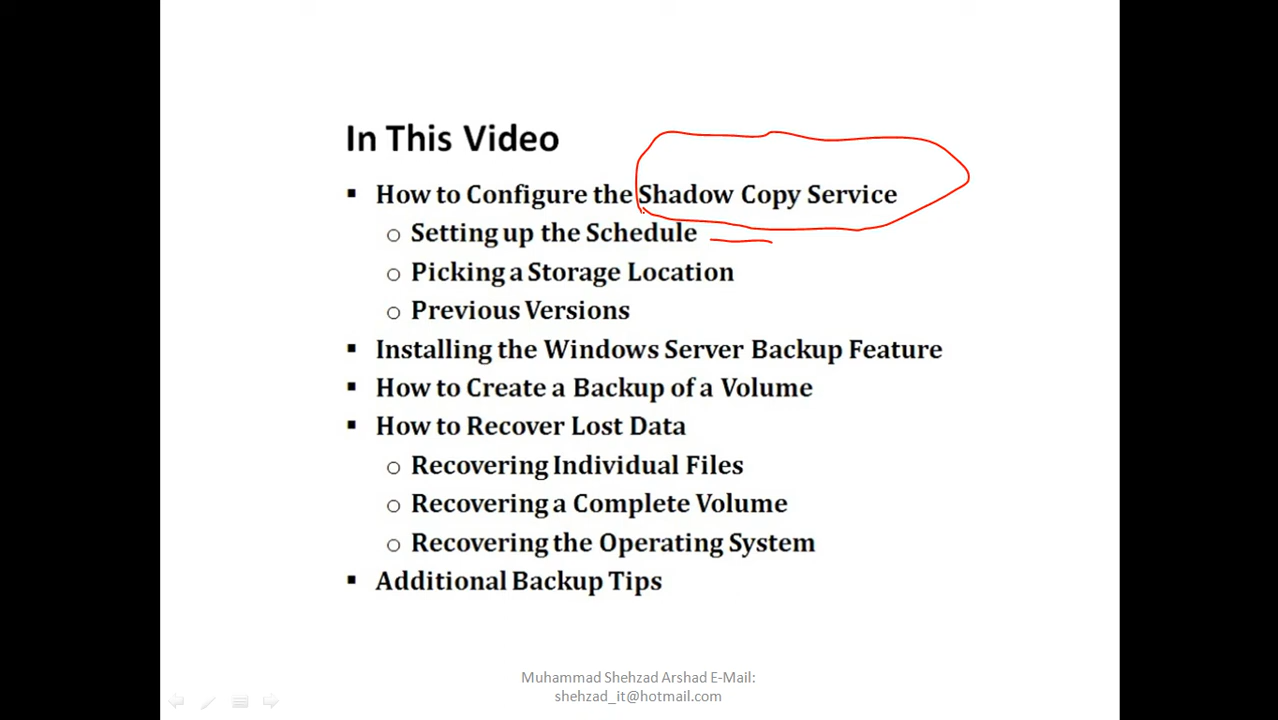 In This Video
▪ How to Configure the Shadow Copy Service
○ Setting up the Schedule
○ Picking a Storage Location
○ Previous Versions
▪ Installing the Windows Server Backup Feature
▪ How to Create a Backup of a Volume
▪ How to Recover Lost Data
○ Recovering Individual Files
○ Recovering a Complete Volume
○ Recovering the Operating System
▪ Additional Backup Tips
Muhammad Shehzad Arshad E-Mail:
shehzad_it@hotmail.com